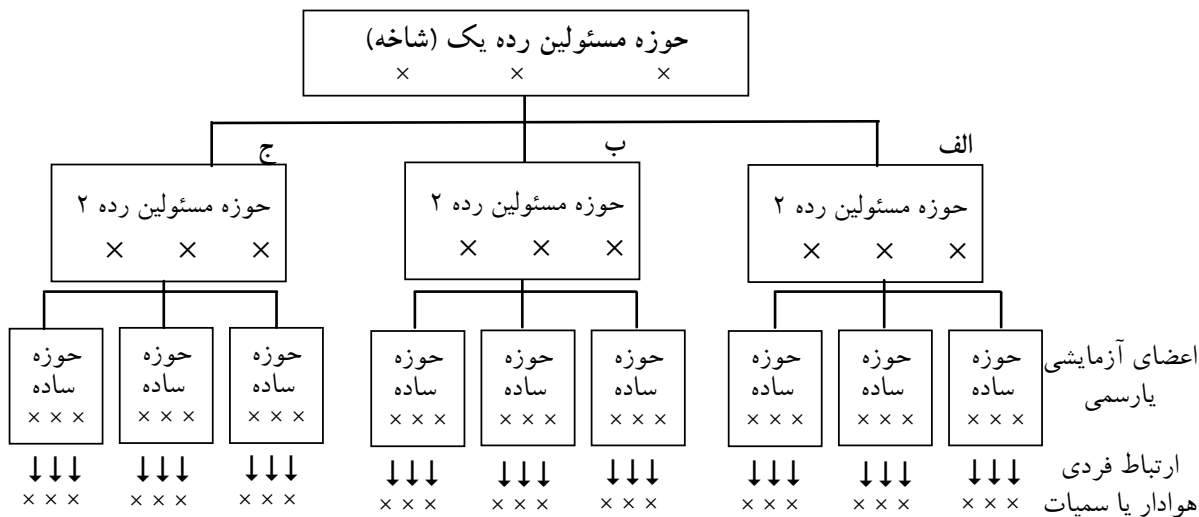 حوزه مسئولین رده یک (شاخه)
× × ×
الف
ب
ج
حوزه مسئولین رده ۲
× × ×
حوزه مسئولین رده ۲
× × ×
حوزه مسئولین رده ۲
× × ×
اعضای آزمایشی
یارسمی
حوزه
ساده
× × ×
حوزه
ساده
× × ×
حوزه
ساده
× × ×
حوزه
ساده
× × ×
حوزه
ساده
× × ×
حوزه
ساده
× × ×
حوزه
ساده
× × ×
حوزه
ساده
× × ×
حوزه
ساده
× × ×
ارتباط فردی
هوادار یا سمپات
↓↓↓ ↓↓↓ ↓↓↓ ↓↓↓ ↓↓↓ ↓↓↓ ↓↓↓ ↓↓↓ ↓↓↓
× × × × × × × × × × × × × × × × × × × × × × × × × × ×